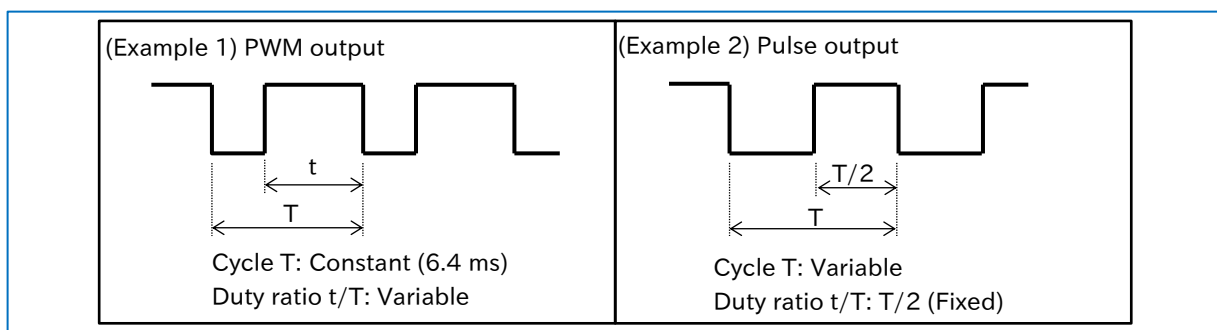 (Example 1) PWM output
t
T
Cycle T: Constant (6.4 ms)
Duty ratio t/T: Variable
(Example 2) Pulse output
T/2
T
Cycle T: Variable
Duty ratio t/T: T/2 (Fixed)